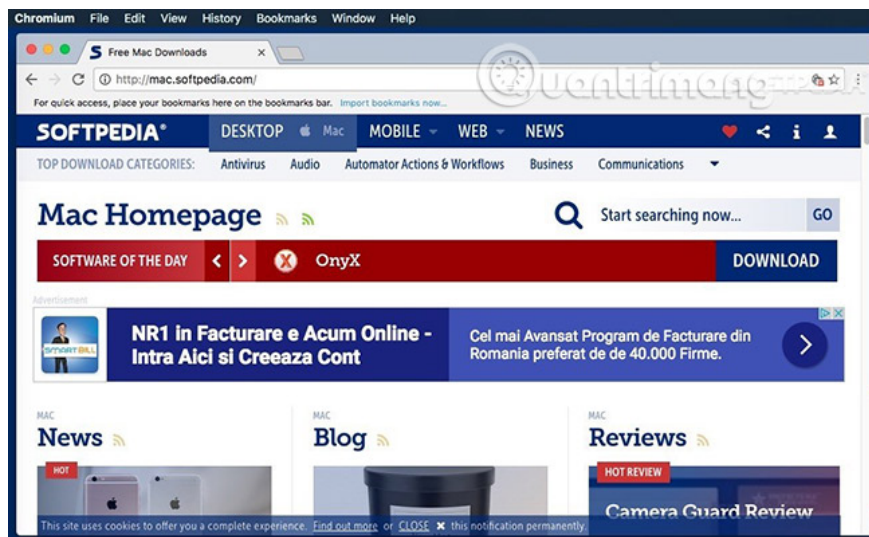 Chromium File Edit View History Bookmarks Window Help
Free Mac Downloads
http://mac.softpedia.com/
Quantrimang
For quick access, place your bookmarks here on the bookmarks bar. Import bookmarks now...
SOFTPEDIA® DESKTOP Mac MOBILE WEB NEWS
TOP DOWNLOAD CATEGORIES: Antivirus Audio Automator Actions & Workflows Business Communications
Mac Homepage Start searching now... GO
SOFTWARE OF THE DAY OnyX DOWNLOAD
Advertisement
SMARTBILL
NR1 in Facturare e Acum Online -
Intra Aici si Creeaza Cont
Cel mai Avansat Program de Facturare din
Romania preferat de de 40.000 Firme.
MAC MAC MAC
News Blog Reviews
HOT HOT REVIEW
Camera Guard Review
This site uses cookies to offer you a complete experience. Find out more or CLOSE ✖ this notification permanently.